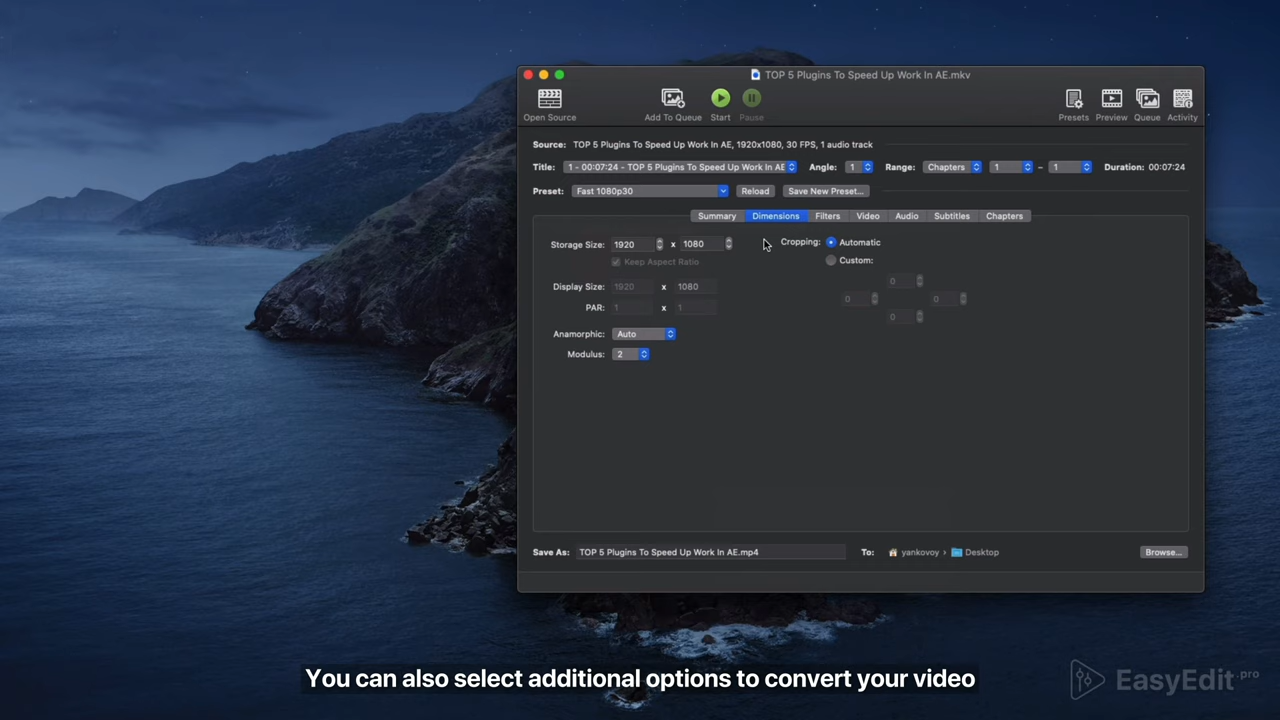 TOP 5 Plugins To Speed Up Work In AE.mkv
Open Source
Add To Queue
Start
Pause
Presets
Preview
Queue
Activity
Source: TOP 5 Plugins To Speed Up Work In AE, 1920x1080, 30 FPS, 1 audio track
Title: 1 - 00:07:24 - TOP 5 Plugins To Speed Up Work In AE Angle: 1 Range: Chapters 1 – 1 Duration: 00:07:24
Preset: Fast 1080p30 Reload Save New Preset...
Summary Dimensions Filters Video Audio Subtitles Chapters
Storage Size: 1920 x 1080
Keep Aspect Ratio
Display Size: 1920 x 1080
PAR: 1 x 1
Anamorphic: Auto
Modulus: 2
Cropping: Automatic
Custom:
0
0 0
0
Save As: TOP 5 Plugins To Speed Up Work In AE.mp4 To: yankovoy › Desktop Browse...
You can also select additional options to convert your video
EasyEdit.pro